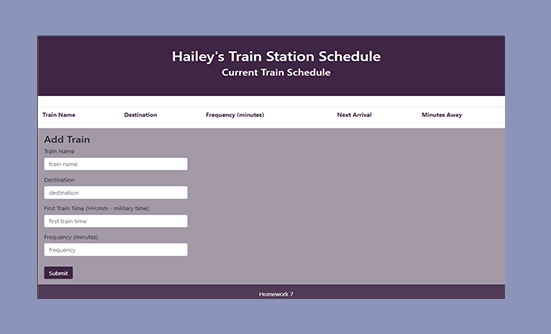 Hailey's Train Station Schedule
Current Train Schedule
Train Name Destination Frequency (minutes) Next Arrival Minutes Away
Add Train
Train Name
train name
Destination
destination
First Train Time (HH:mm - military time)
first train time
Frequency (minutes)
frequency
Submit
Homework 7